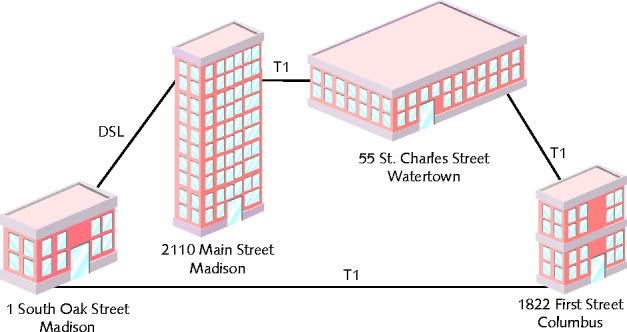 T1
DSL
55 St. Charles Street
Watertown
T1
2110 Main Street
Madison
T1
1 South Oak Street
Madison
1822 First Street
Columbus